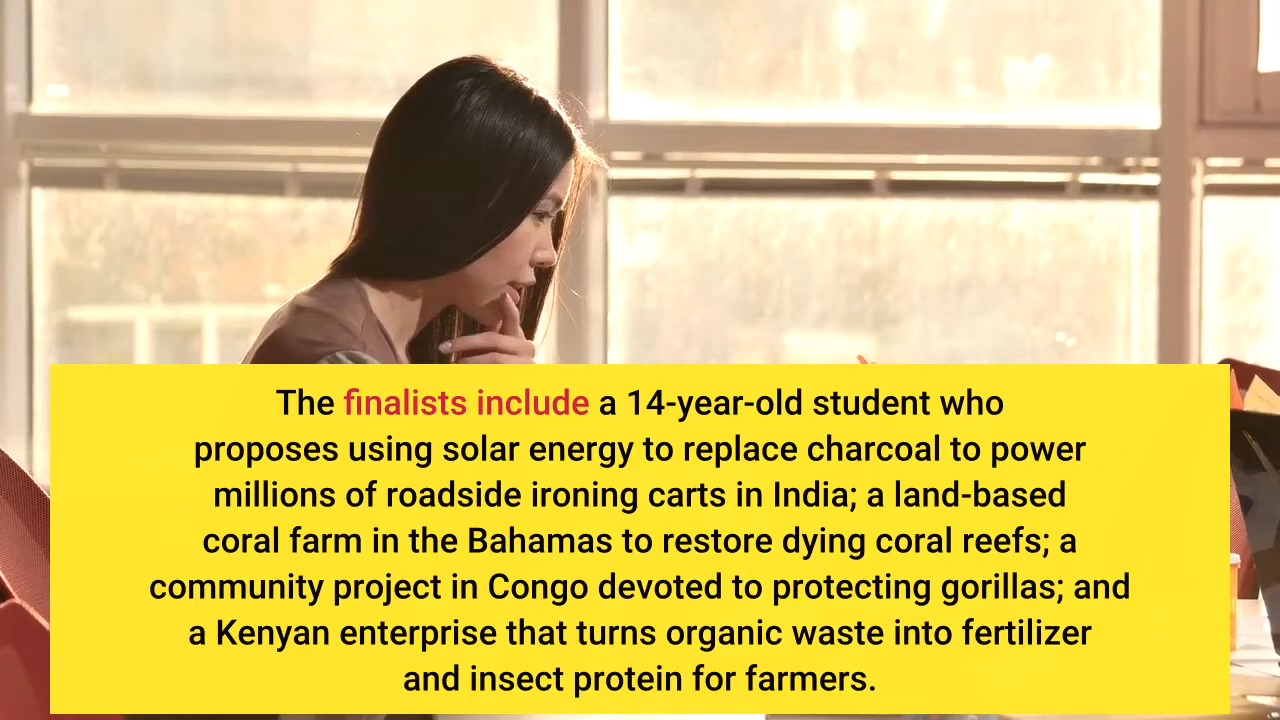 The finalists include a 14-year-old student who
proposes using solar energy to replace charcoal to power
millions of roadside ironing carts in India; a land-based
coral farm in the Bahamas to restore dying coral reefs; a
community project in Congo devoted to protecting gorillas; and
a Kenyan enterprise that turns organic waste into fertilizer
and insect protein for farmers.